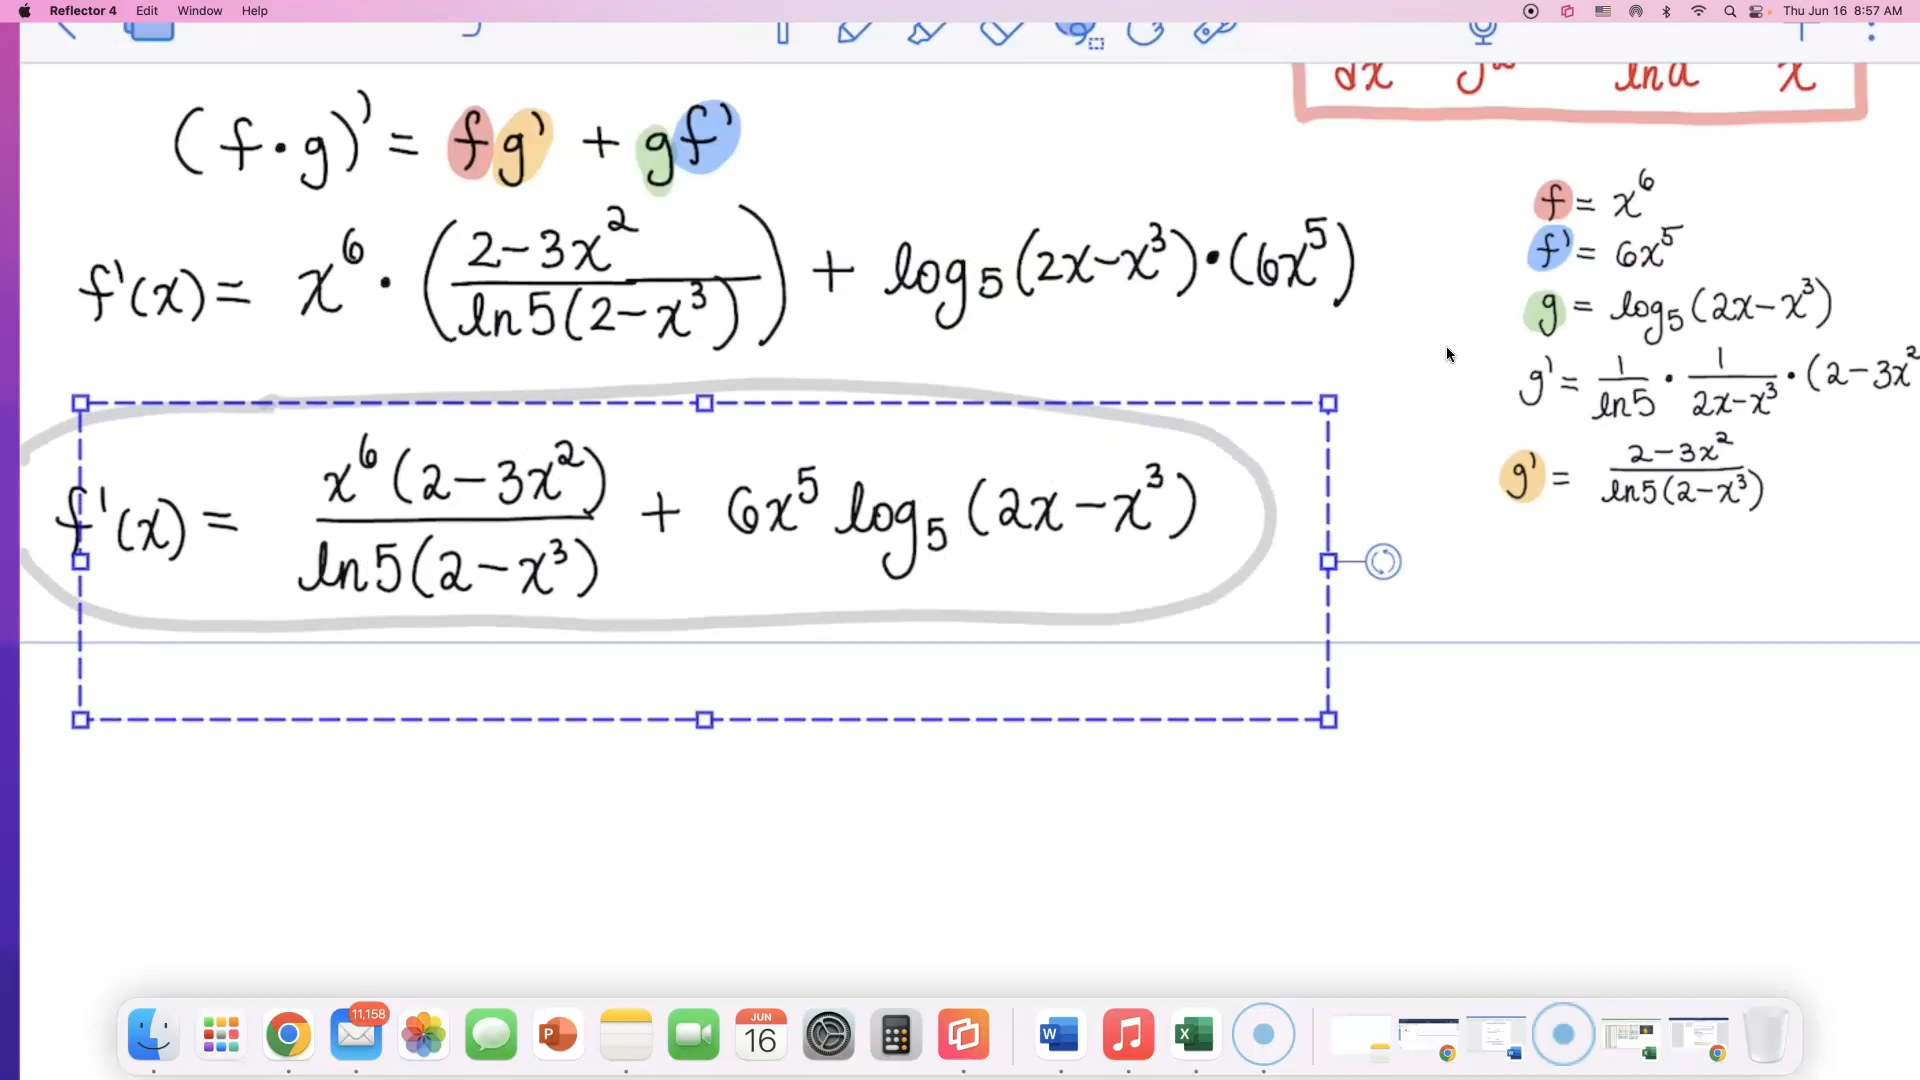 Reflector 4 Edit Window Help Thu Jun 16 8:57 AM
dx ln a x
(f·g)' = fg' + gf'
f'(x) = x^6 · ((2-3x^2)/(ln5(2-x^3))) + log_5(2x-x^3)·(6x^5)
f'(x) = (x^6(2-3x^2))/(ln5(2-x^3)) + 6x^5 log_5(2x-x^3)
f = x^6
f' = 6x^5
g = log_5(2x-x^3)
g' = 1/ln5 · 1/(2x-x^3) · (2-3x^2
g' = (2-3x^2)/(ln5(2-x^3))
11,158
P
JUN
16
W
X